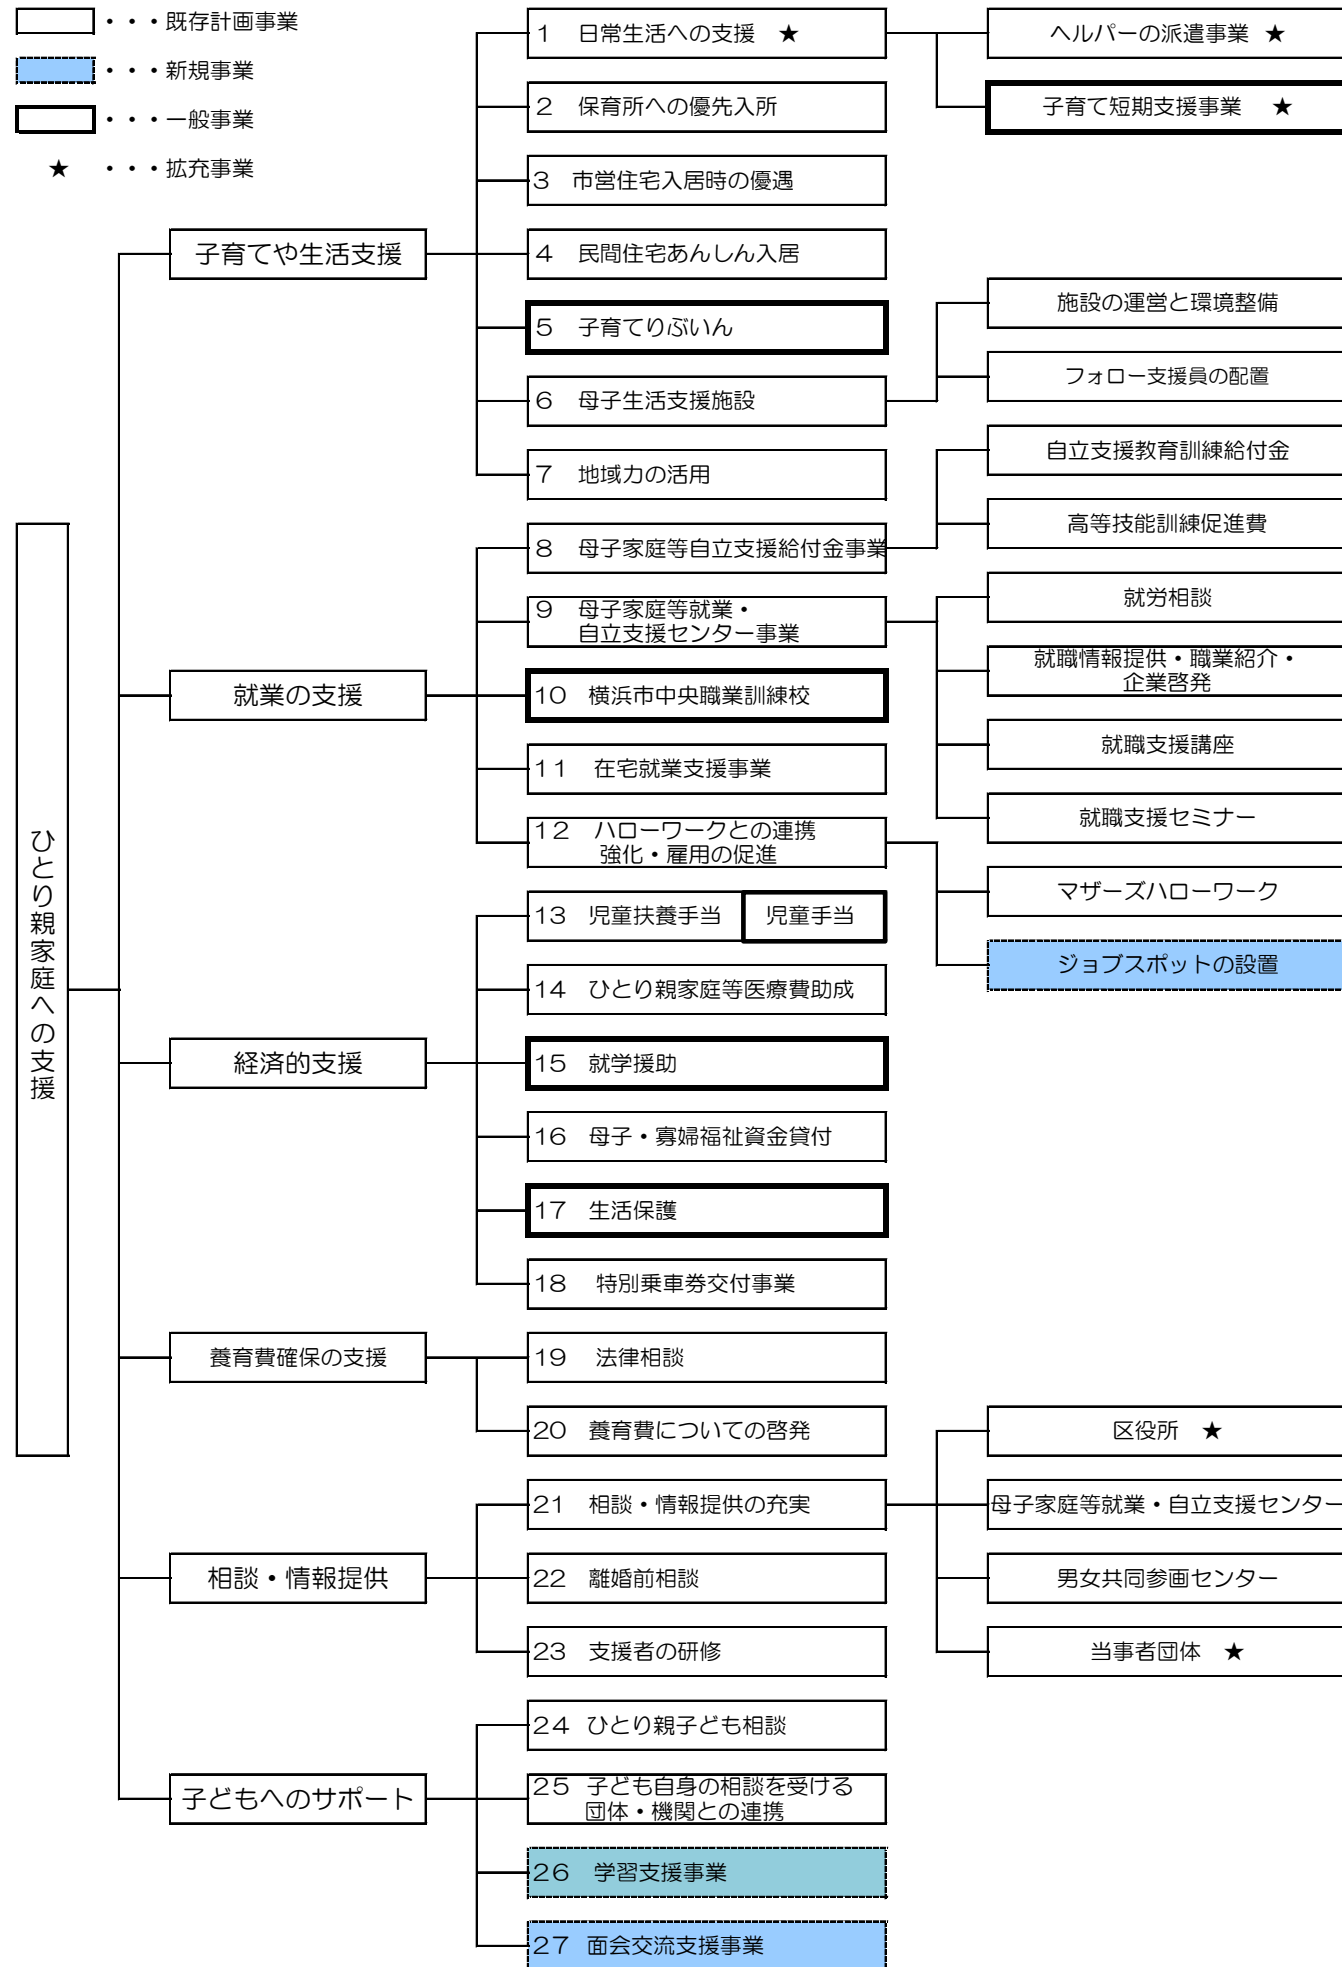 ・・・既存計画事業
・・・新規事業
・・・一般事業
★ ・・・拡充事業
ひとり親家庭への支援
子育てや生活支援
1 日常生活への支援 ★
ヘルパーの派遣事業 ★
子育て短期支援事業 ★
2 保育所への優先入所
3 市営住宅入居時の優遇
4 民間住宅あんしん入居
5 子育てりぶいん
6 母子生活支援施設
施設の運営と環境整備
フォロー支援員の配置
7 地域力の活用
就業の支援
8 母子家庭等自立支援給付金事業
自立支援教育訓練給付金
高等技能訓練促進費
9 母子家庭等就業・
自立支援センター事業
就労相談
就職情報提供・職業紹介・
企業啓発
就職支援講座
就職支援セミナー
10 横浜市中央職業訓練校
11 在宅就業支援事業
12 ハローワークとの連携
強化・雇用の促進
マザーズハローワーク
ジョブスポットの設置
経済的支援
13 児童扶養手当 児童手当
14 ひとり親家庭等医療費助成
15 就学援助
16 母子・寡婦福祉資金貸付
17 生活保護
18 特別乗車券交付事業
養育費確保の支援
19 法律相談
20 養育費についての啓発
相談・情報提供
21 相談・情報提供の充実
区役所 ★
母子家庭等就業・自立支援センター
男女共同参画センター
当事者団体 ★
22 離婚前相談
23 支援者の研修
子どもへのサポート
24 ひとり親子ども相談
25 子ども自身の相談を受ける
団体・機関との連携
26 学習支援事業
27 面会交流支援事業